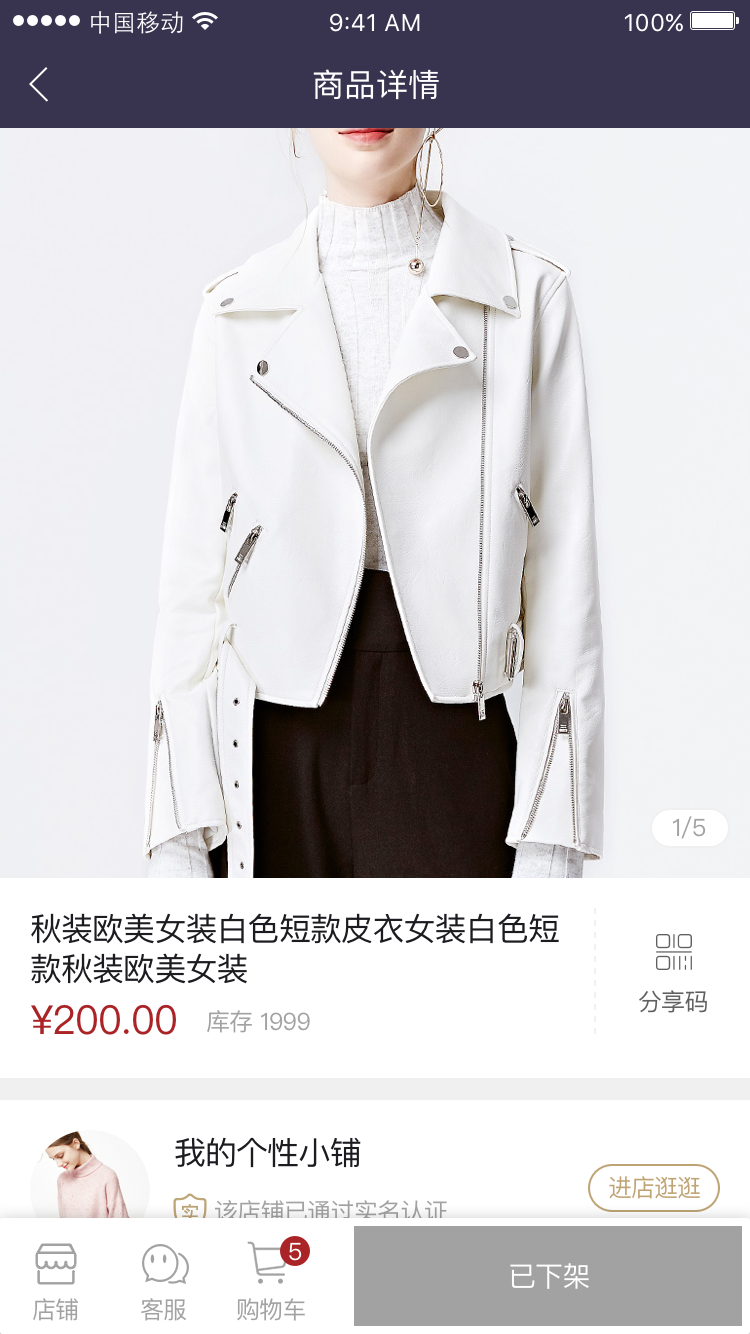 中国移动 9:41 AM 100%
商品详情
1/5
秋装欧美女装白色短款皮衣女装白色短
款秋装欧美女装
¥200.00 库存 1999
分享码
我的个性小铺
实 该店铺已通过实名认证
进店逛逛
5
店铺 客服 购物车
已下架